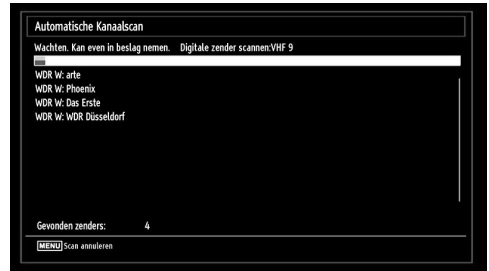 Automatische Kanaalscan
Wachten. Kan even in beslag nemen. Digitale zender scannen:VHF 9
WDR W: arte
WDR W: Phoenix
WDR W: Das Erste
WDR W: WDR Düsseldorf
Gevonden zenders: 4
MENU Scan annuleren